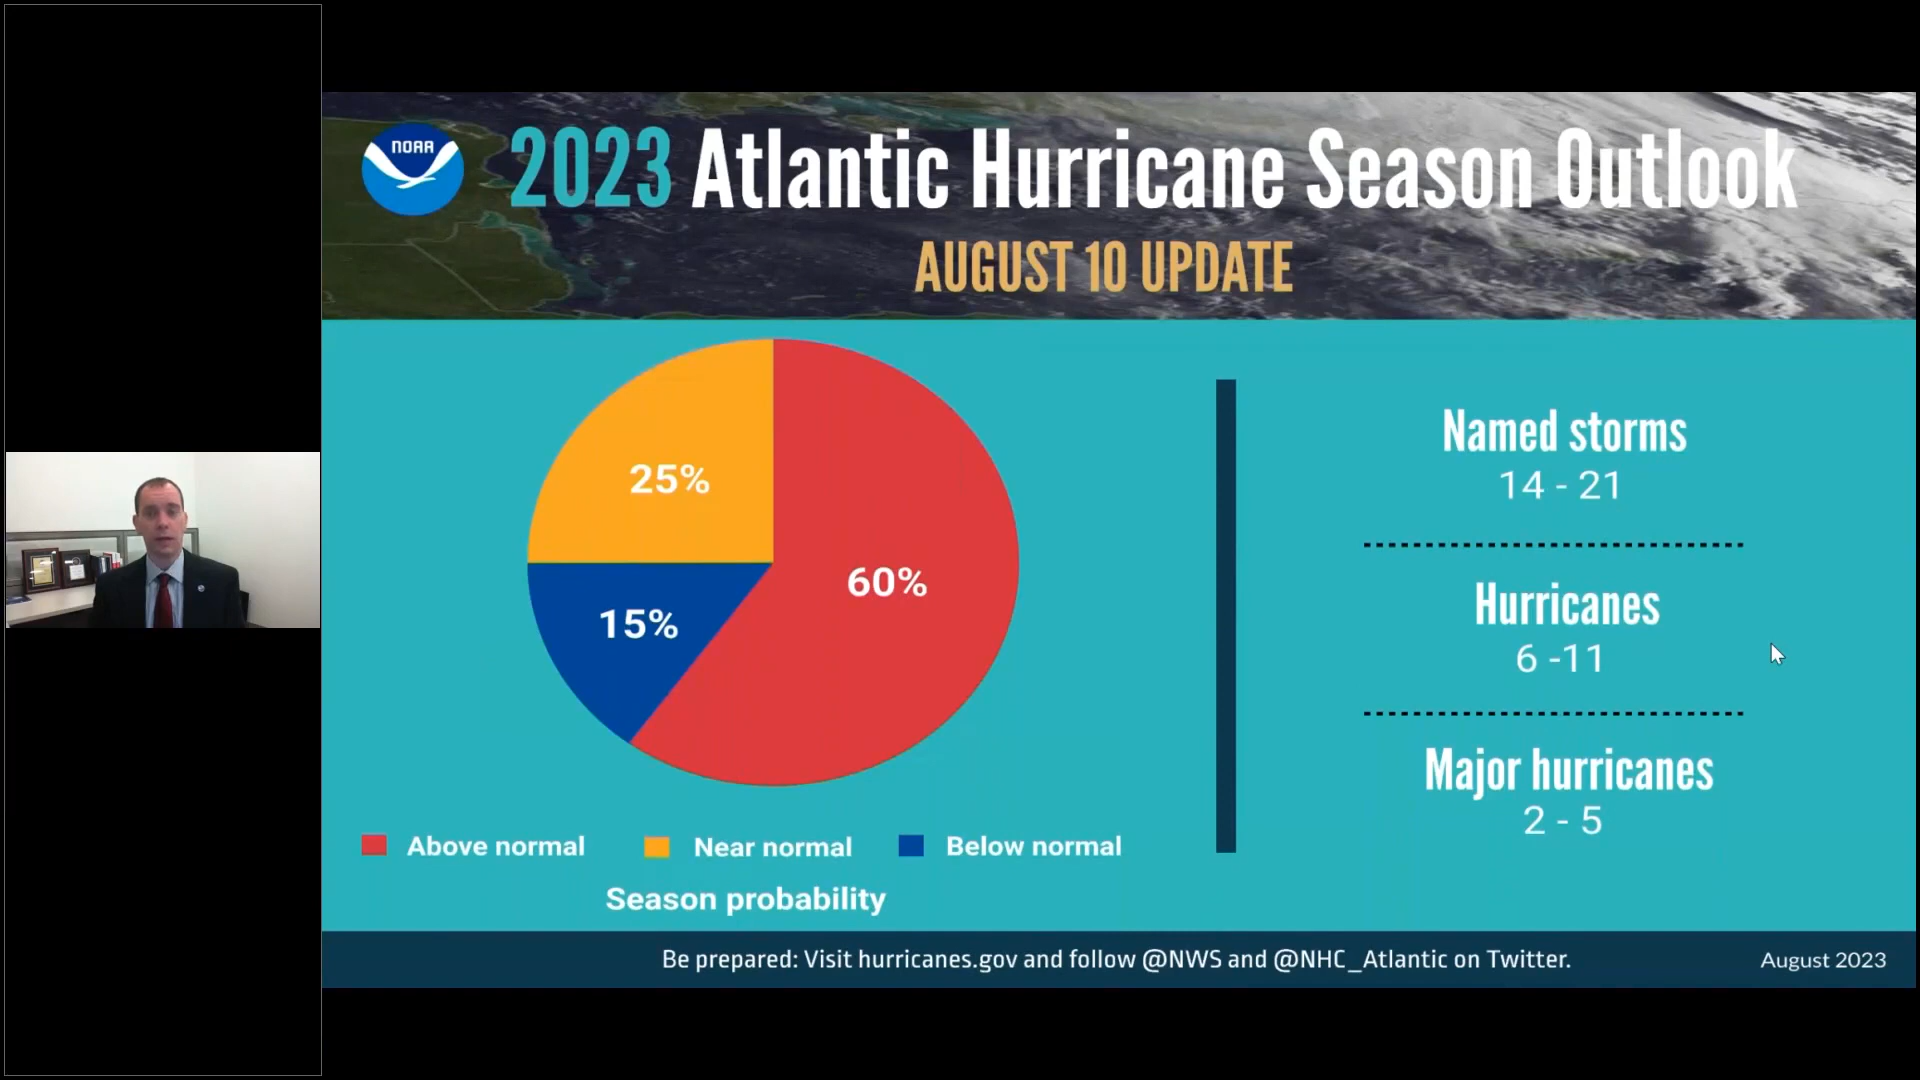 NOAA
2023 Atlantic Hurricane Season Outlook
AUGUST 10 UPDATE
25%
60%
15%
Above normal
Near normal
Below normal
Season probability
Named storms
14 - 21
Hurricanes
6 -11
Major hurricanes
2 - 5
Be prepared: Visit hurricanes.gov and follow @NWS and @NHC_Atlantic on Twitter.
August 2023